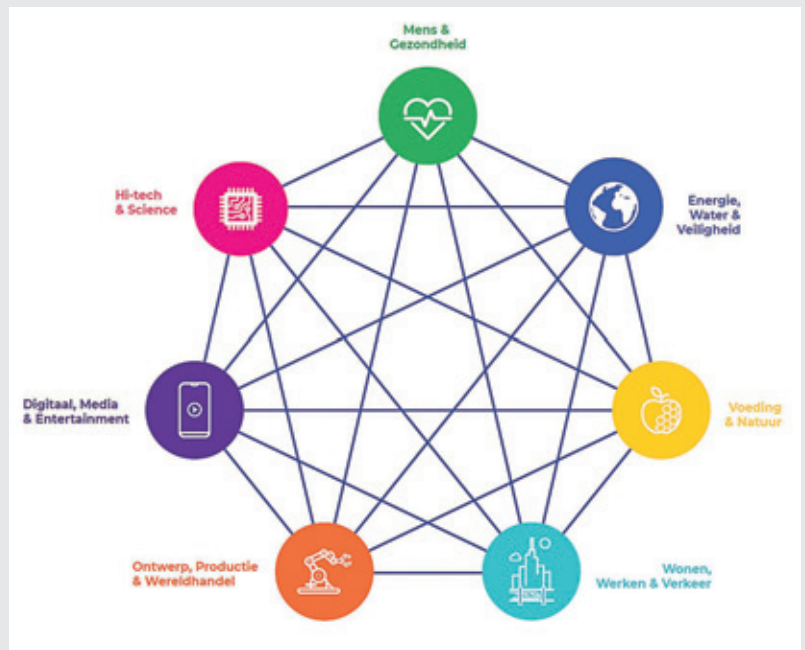 Mens &
Gezondheid
Hi-tech
& Science
Energie,
Water &
Veiligheid
Digitaal, Media
& Entertainment
Voeding
& Natuur
Ontwerp, Productie
& Wereldhandel
Wonen,
Werken & Verkeer